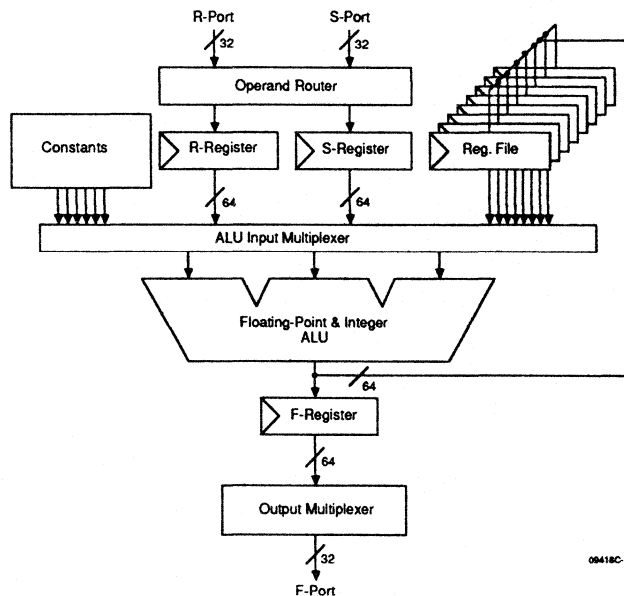 R-Port
S-Port
32
32
Operand Router
Constants
R-Register
S-Register
Reg. File
64
64
ALU Input Multiplexer
Floating-Point & Integer
ALU
64
F-Register
64
Output Multiplexer
32
F-Port
09418C-